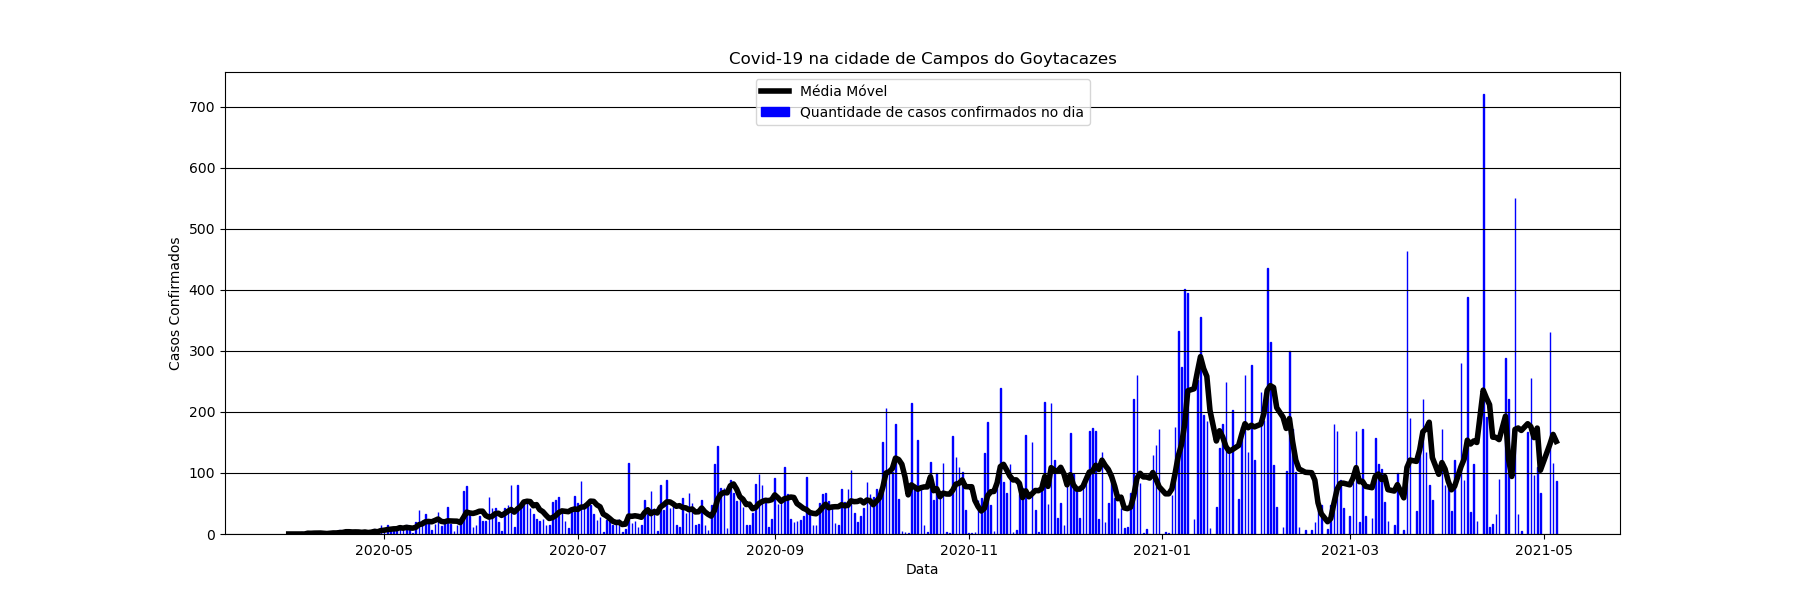 Covid-19 na cidade de Campos do Goytacazes
Média Móvel
Quantidade de casos confirmados no dia
Casos Confirmados
700
600
500
400
300
200
100
0
2020-05 2020-07 2020-09 2020-11 2021-01 2021-03 2021-05
Data